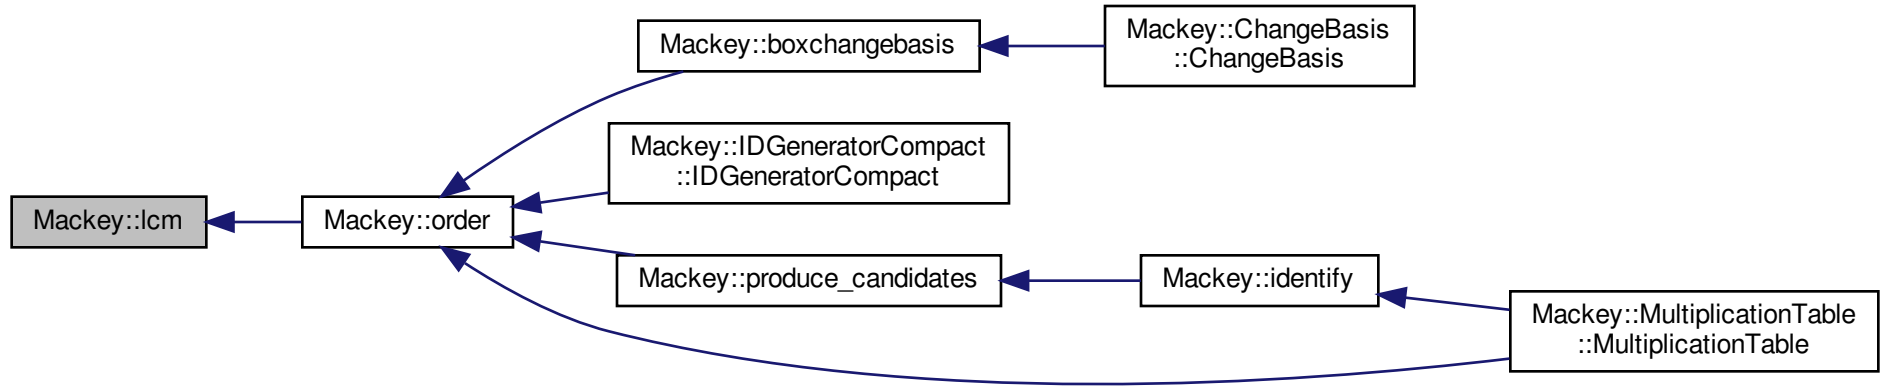 Mackey::lcm
Mackey::order
Mackey::boxchangebasis
Mackey::ChangeBasis
::ChangeBasis
Mackey::IDGeneratorCompact
::IDGeneratorCompact
Mackey::produce_candidates
Mackey::identify
Mackey::MultiplicationTable
::MultiplicationTable